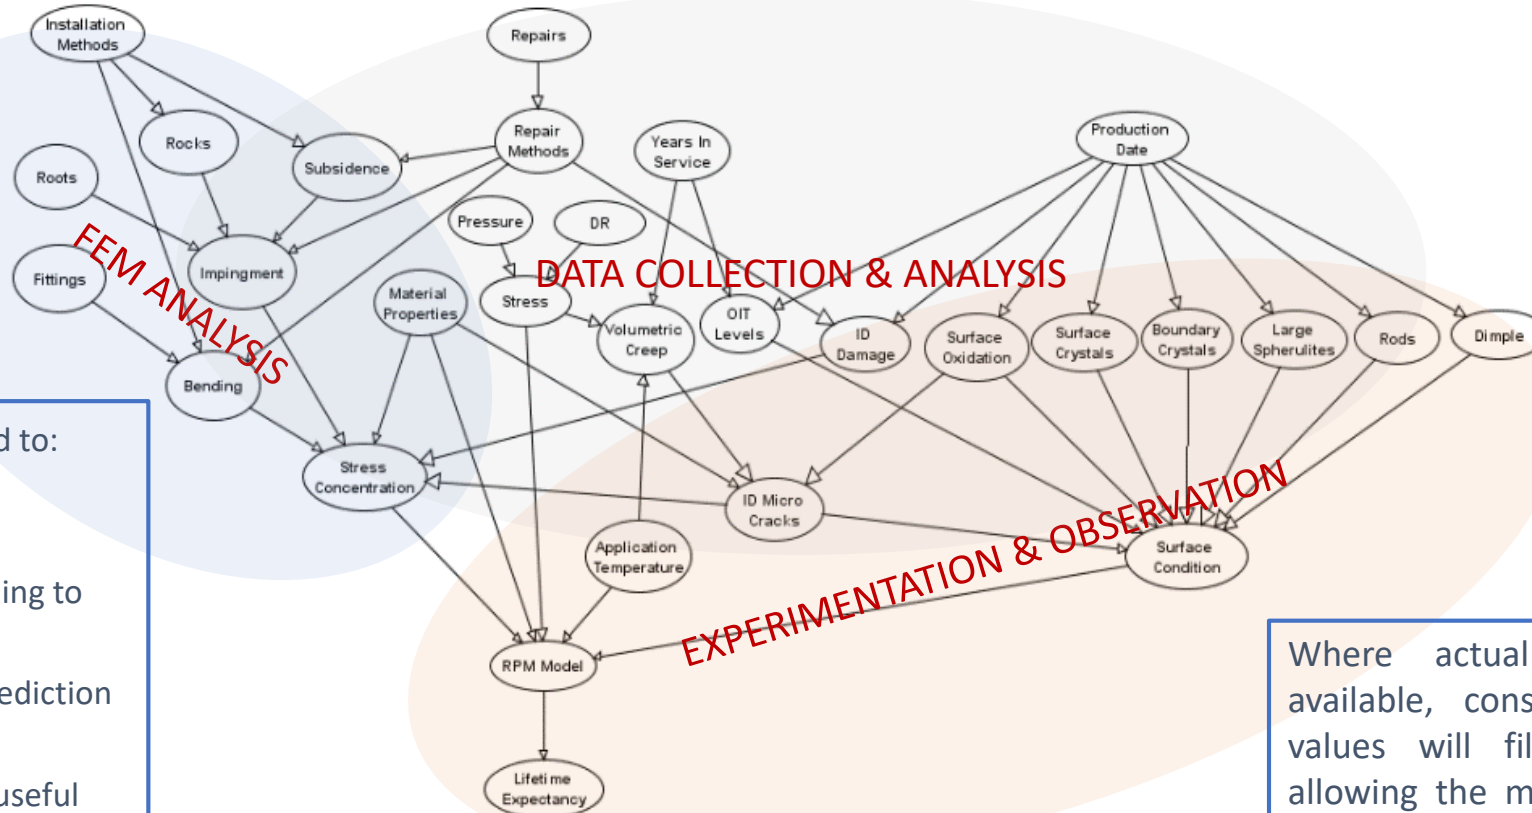 Installation
Methods
Repairs
Rocks
Repair
Methods
Years In
Service
Production
Date
Subsidence
Roots
Pressure
DR
FEM ANALYSIS
DATA COLLECTION & ANALYSIS
Fittings
Impingment
Material
Properties
Stress
Volumetric
Creep
OIT
Levels
ID
Damage
Surface
Oxidation
Surface
Crystals
Boundary
Crystals
Large
Spherulites
Rods
Dimple
Bending
Stress
Concentration
ID Micro
Cracks
EXPERIMENTATION & OBSERVATION
Application
Temperature
Surface
Condition
RPM Model
Lifetime
Expectancy
d to:
ing to
ediction
useful
Where actual
available, cons
values will fil
allowing the m